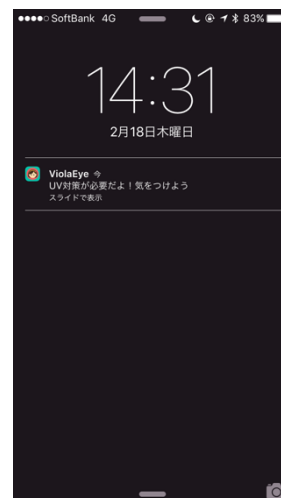 SoftBank 4G 83%
14:31
2月18日木曜日
ViolaEye 今
UV対策が必要だよ！気をつけよう
スライドで表示